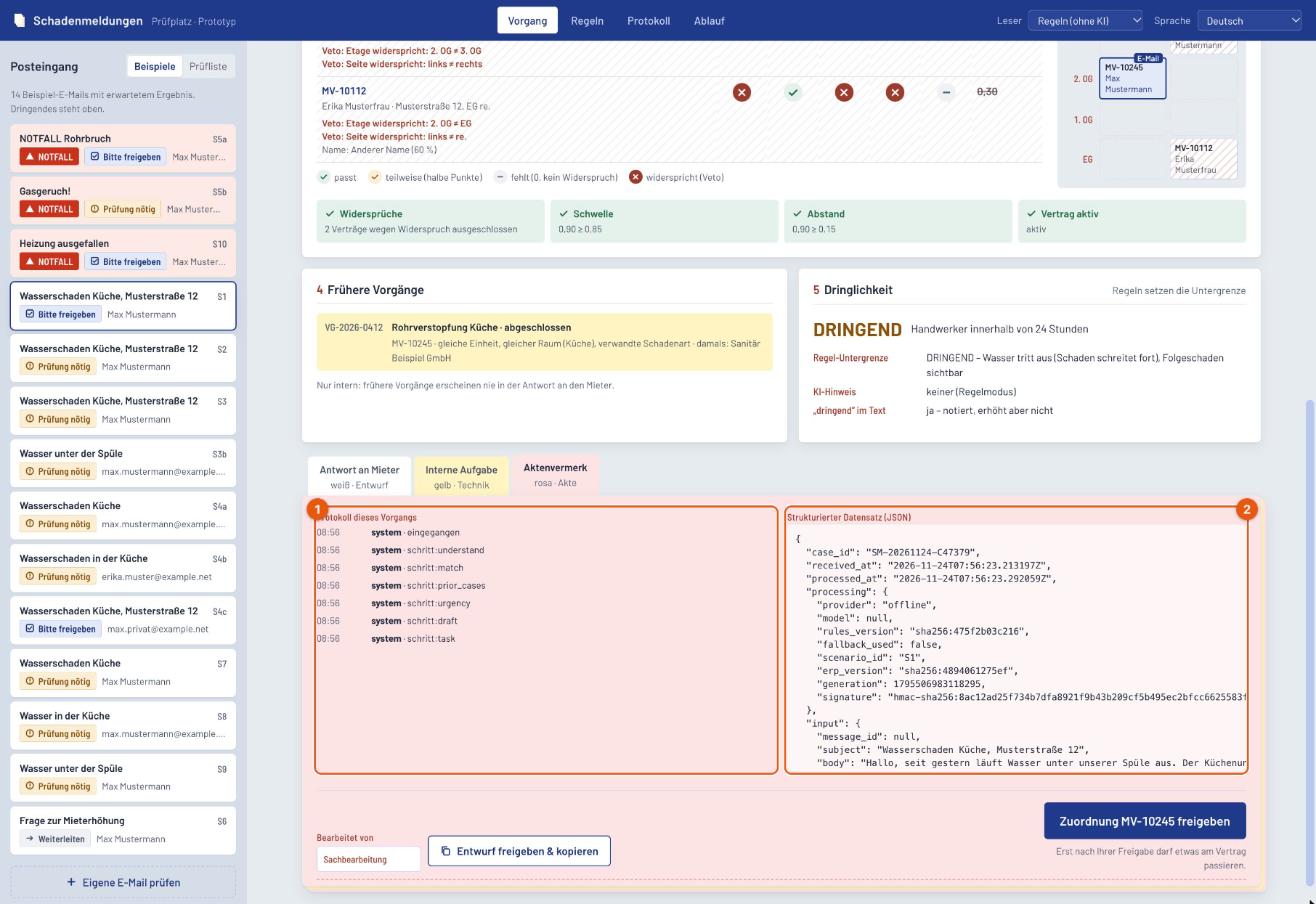 Schadenmeldungen Prüfplatz · Prototyp
Vorgang Regeln Protokoll Ablauf
Leser Regeln (ohne KI) Sprache Deutsch
Posteingang
Beispiele Prüfliste
14 Beispiel-E-Mails mit erwartetem Ergebnis.
Dringendes steht oben.
NOTFALL Rohrbruch S5a
NOTFALL Bitte freigeben Max Muster...
Gasgeruch! S5b
NOTFALL Prüfung nötig Max Muster...
Heizung ausgefallen S10
NOTFALL Bitte freigeben Max Muster...
Wasserschaden Küche, Musterstraße 12 S1
Bitte freigeben Max Mustermann
Wasserschaden Küche, Musterstraße 12 S2
Prüfung nötig Max Mustermann
Wasserschaden Küche, Musterstraße 12 S3
Prüfung nötig Max Mustermann
Wasser unter der Spüle S3b
Prüfung nötig max.mustermann@example....
Wasserschaden Küche S4a
Prüfung nötig max.mustermann@example....
Wasserschaden in der Küche S4b
Prüfung nötig erika.muster@example.net
Wasserschaden Küche, Musterstraße 12 S4c
Bitte freigeben max.privat@example.net
Wasserschaden Küche S7
Prüfung nötig Max Mustermann
Wasser in der Küche S8
Prüfung nötig max.mustermann@example....
Wasser unter der Spüle S9
Prüfung nötig Max Mustermann
Frage zur Mieterhöhung S6
Weiterleiten Max Mustermann
+ Eigene E-Mail prüfen
Veto: Etage widerspricht: 2. OG ≠ 3. OG
Veto: Seite widerspricht: links ≠ rechts
MV-10112
Erika Musterfrau · Musterstraße 12, EG re.
0,30
Veto: Etage widerspricht: 2. OG ≠ EG
Veto: Seite widerspricht: links ≠ re.
Name: Anderer Name (60 %)
passt teilweise (halbe Punkte) fehlt (0, kein Widerspruch) widerspricht (Veto)
Mustermann
E-Mail
2. OG
MV-10245
Max
Mustermann
1. OG
EG
MV-10112
Erika
Musterfrau
Widersprüche
2 Verträge wegen Widerspruch ausgeschlossen
Schwelle
0,90 ≥ 0,85
Abstand
0,90 ≥ 0,15
Vertrag aktiv
aktiv
4 Frühere Vorgänge
VG-2026-0412 Rohrverstopfung Küche · abgeschlossen
MV-10245 · gleiche Einheit, gleicher Raum (Küche), verwandte Schadenart · damals: Sanitär
Beispiel GmbH
Nur intern: frühere Vorgänge erscheinen nie in der Antwort an den Mieter.
5 Dringlichkeit
Regeln setzen die Untergrenze
DRINGEND Handwerker innerhalb von 24 Stunden
Regel-Untergrenze DRINGEND – Wasser tritt aus (Schaden schreitet fort), Folgeschaden
sichtbar
KI-Hinweis keiner (Regelmodus)
„dringend“ im Text ja – notiert, erhöht aber nicht
Antwort an Mieter
weiß · Entwurf
Interne Aufgabe
gelb · Technik
Aktenvermerk
rosa · Akte
1
otokoll dieses Vorgangs
08:56 system · eingegangen
08:56 system · schritt:understand
08:56 system · schritt:match
08:56 system · schritt:prior_cases
08:56 system · schritt:urgency
08:56 system · schritt:draft
08:56 system · schritt:task
2
Strukturierter Datensatz (JSON)
{
"case_id": "SM-20261124-C47379",
"received_at": "2026-11-24T07:56:23.213197Z",
"processed_at": "2026-11-24T07:56:23.292059Z",
"processing": {
"provider": "offline",
"model": null,
"rules_version": "sha256:475f2b03c216",
"fallback_used": false,
"scenario_id": "S1",
"erp_version": "sha256:4894061275ef",
"generation": 1795506983118295,
"signature": "hmac-sha256:8ac12ad25f734b7dfa8921f9b43b209cf5b495ec2bfcc6625583f
},
"input": {
"message_id": null,
"subject": "Wasserschaden Küche, Musterstraße 12",
"body": "Hallo, seit gestern läuft Wasser unter unserer Spüle aus. Der Küchenur
Bearbeitet von
Sachbearbeitung
Entwurf freigeben & kopieren
Zuordnung MV-10245 freigeben
Erst nach Ihrer Freigabe darf etwas am Vertrag
passieren.